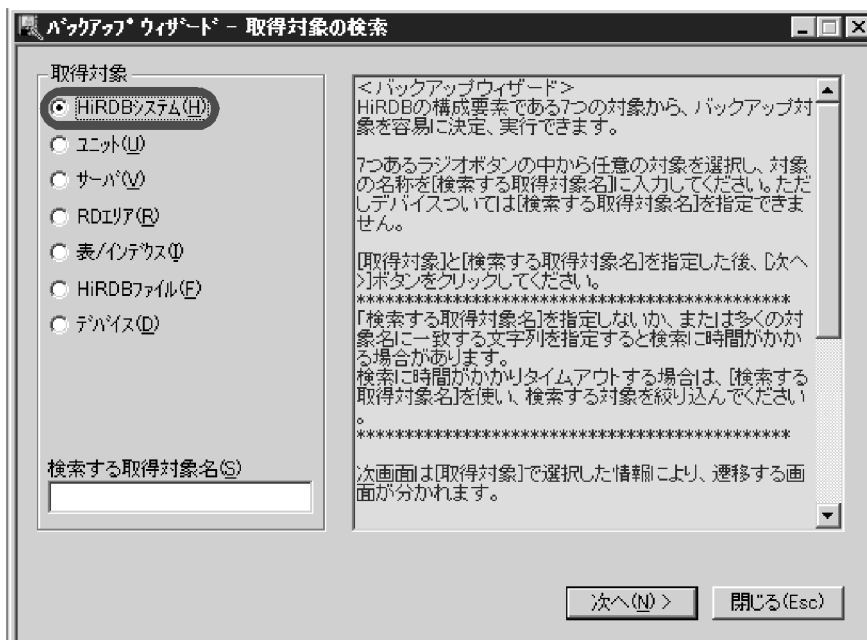 バックアップ ウィザード - 取得対象の検索
取得対象
HiRDBシステム(H)
ユニット(U)
サーバ(V)
RDエリア(R)
表/インデクス(I)
HiRDBファイル(F)
デバイス(D)
検索する取得対象名(S)
<バックアップウィザード>
HiRDBの構成要素である7つの対象から、バックアップ対
象を容易に決定、実行できます。
7つあるラジオボタンの中から任意の対象を選択し、対象
の名称を[検索する取得対象名]に入力してください。ただ
しデバイスついては[検索する取得対象名]を指定できま
せん。
[取得対象]と[検索する取得対象名]を指定した後、[次へ
>]ボタンをクリックしてください。
********************************************
「検索する取得対象名]を指定しないか、または多くの対
象名に一致する文字列を指定すると検索に時間がかか
る場合があります。
検索に時間がかかりタイムアウトする場合は、[検索する
取得対象名]を使い、検索する対象を絞り込んでください
。
********************************************
次画面は[取得対象]で選択した情報により、遷移する画
面が分かれます。
次へ(N) >
閉じる(Esc)